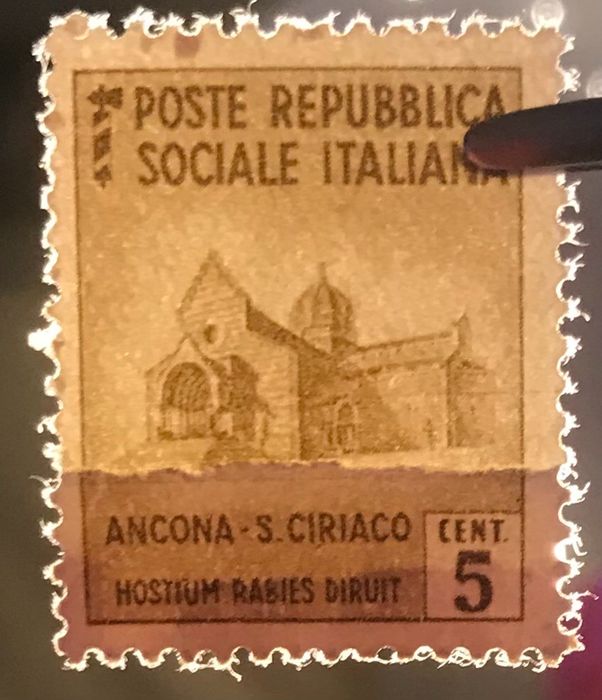 POSTE REPUBBLICA
SOCIALE ITALIANA
ANCONA - S. CIRIACO
HOSTIUM RABIES DIRUIT
CENT.
5